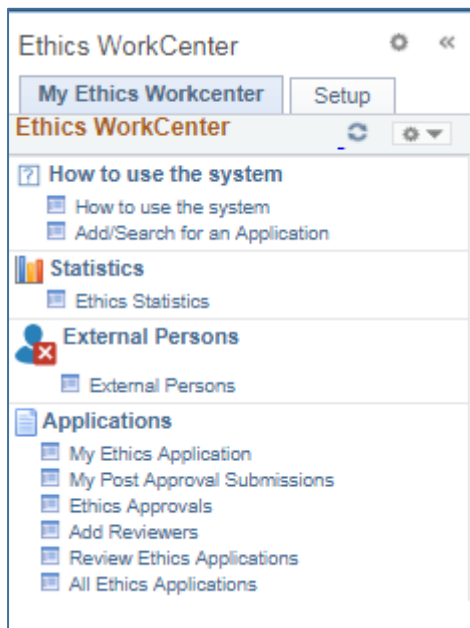 Ethics WorkCenter
My Ethics Workcenter
Setup
Ethics WorkCenter
How to use the system
How to use the system
Add/Search for an Application
Statistics
Ethics Statistics
External Persons
External Persons
Applications
My Ethics Application
My Post Approval Submissions
Ethics Approvals
Add Reviewers
Review Ethics Applications
All Ethics Applications